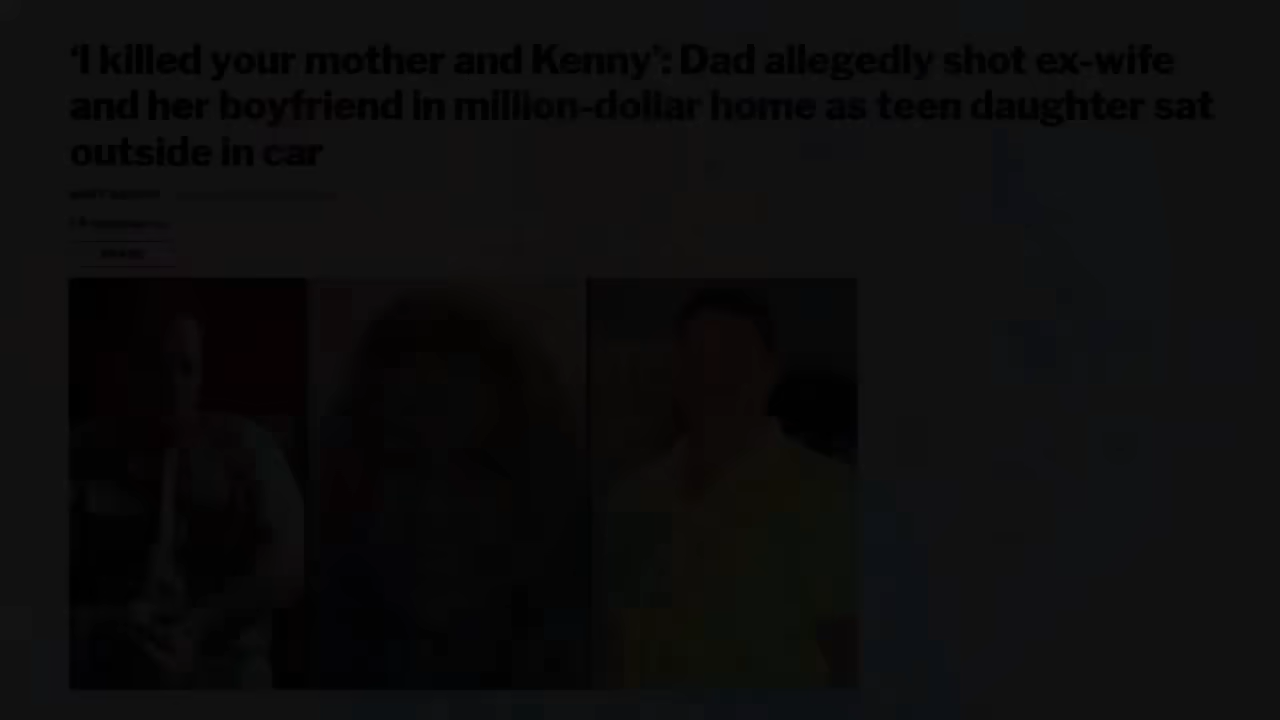 ‘I killed your mother and Kenny’: Dad allegedly shot ex-wife
and her boyfriend in million-dollar home as teen daughter sat
outside in car